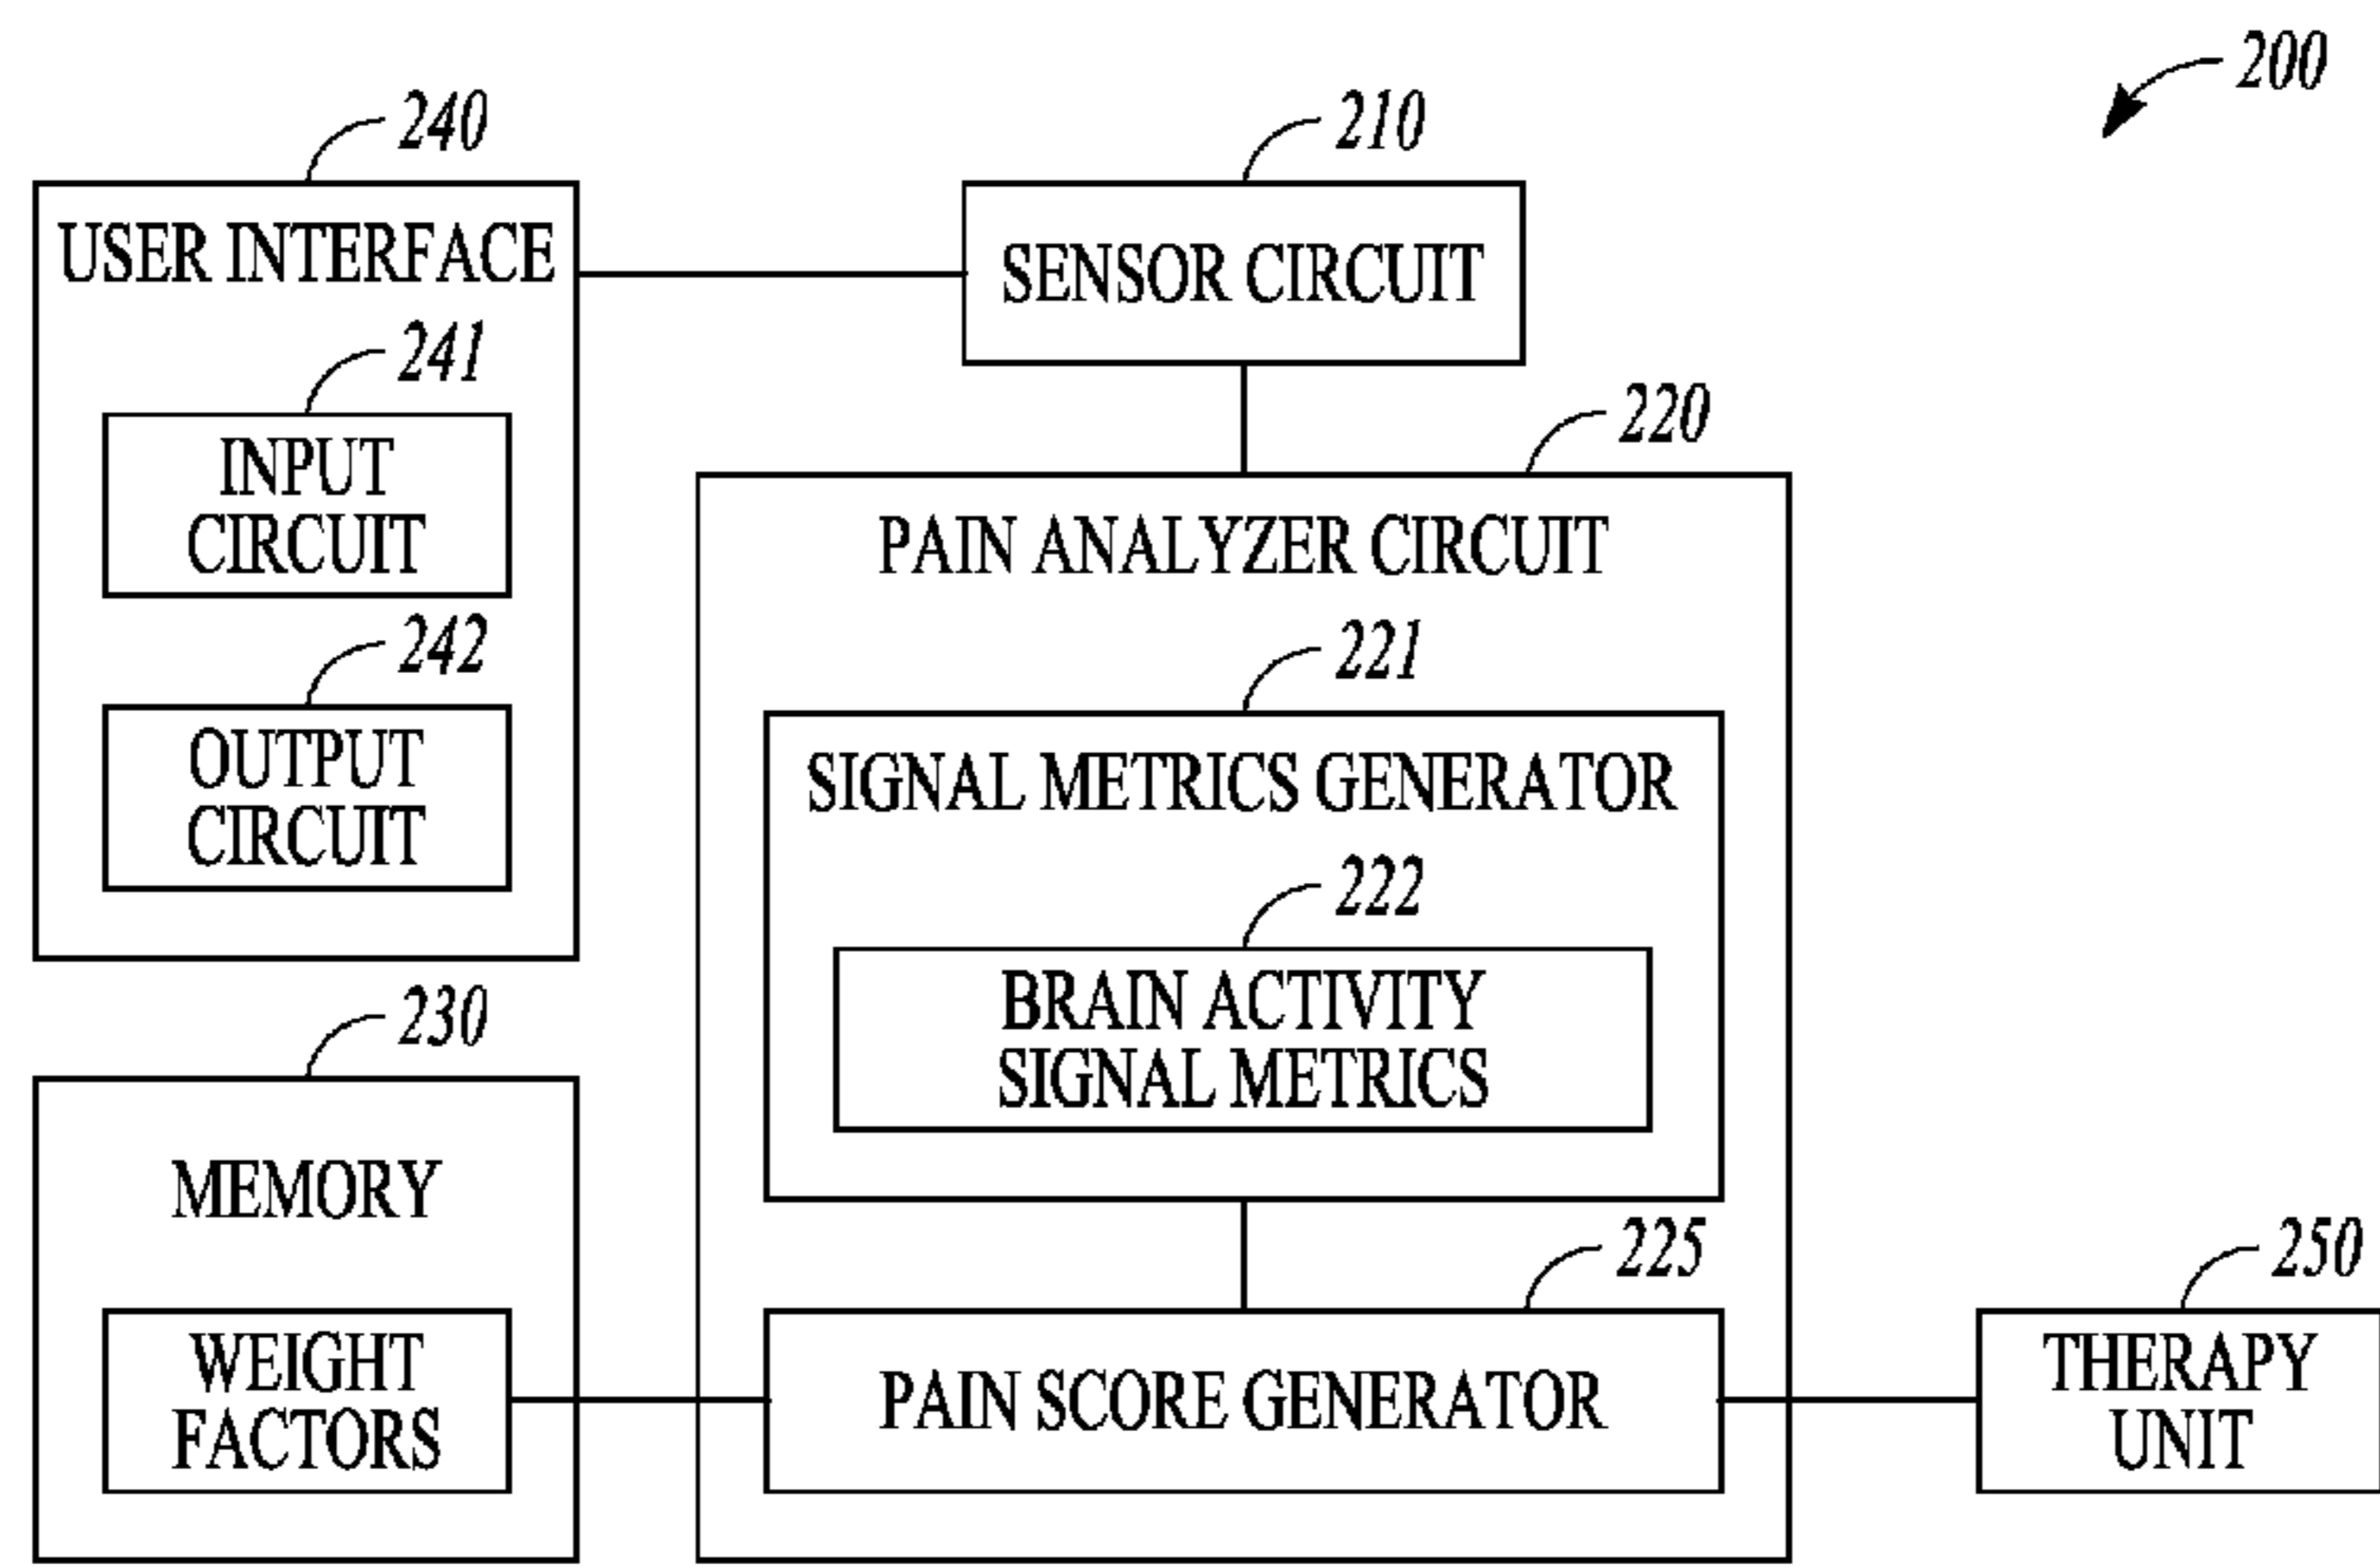 200
240
210
USER INTERFACE
SENSOR CIRCUIT
241
INPUT
CIRCUIT
220
PAIN ANALYZER CIRCUIT
242
OUTPUT
CIRCUIT
221
SIGNAL METRICS GENERATOR
222
BRAIN ACTIVITY
SIGNAL METRICS
230
MEMORY
WEIGHT
FACTORS
225
PAIN SCORE GENERATOR
250
THERAPY
UNIT